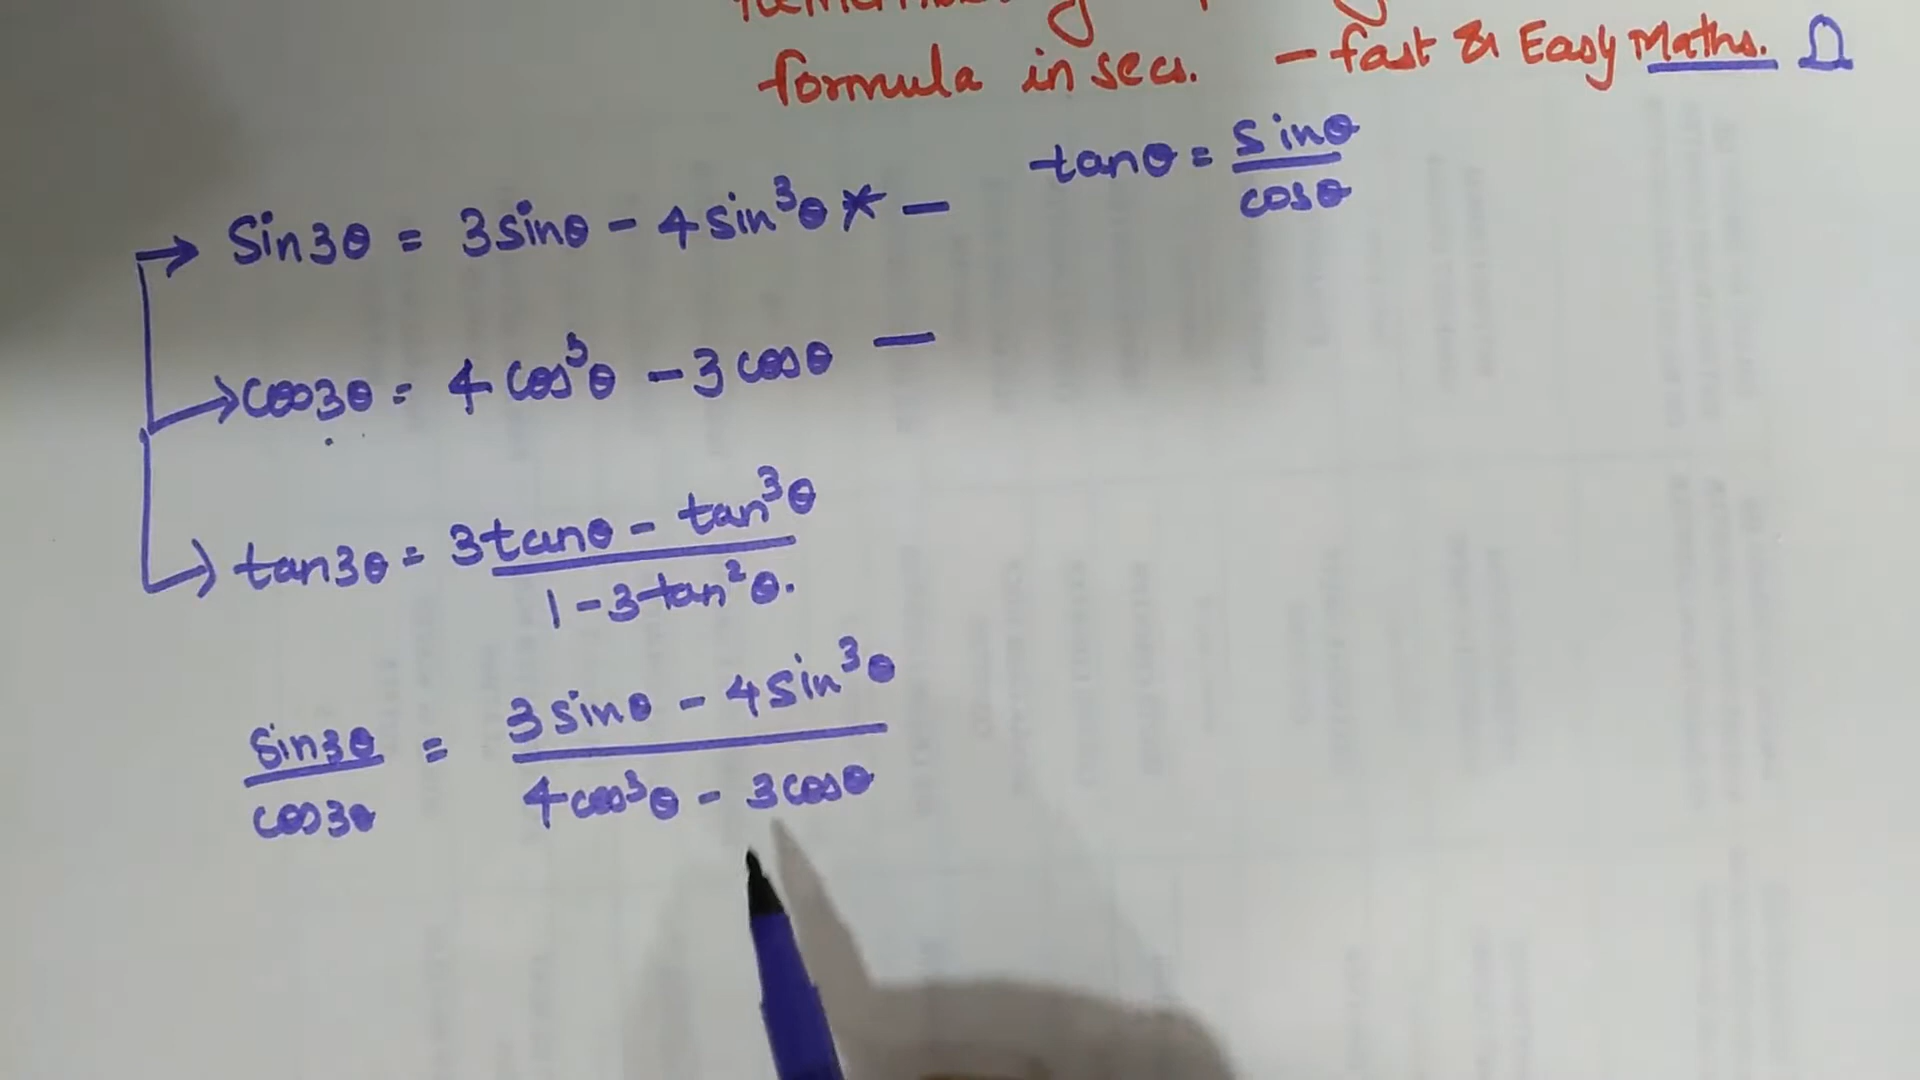 formula in secs. - fast & Easy Maths.
tanθ = sinθ/cosθ
Sin3θ = 3sinθ - 4sin³θ * -
cos3θ = 4cos³θ - 3cosθ -
tan3θ = 3tanθ - tan³θ
1-3tan²θ.
sin3θ = 3sinθ - 4sin³θ
cos3θ 4cos³θ - 3cosθ